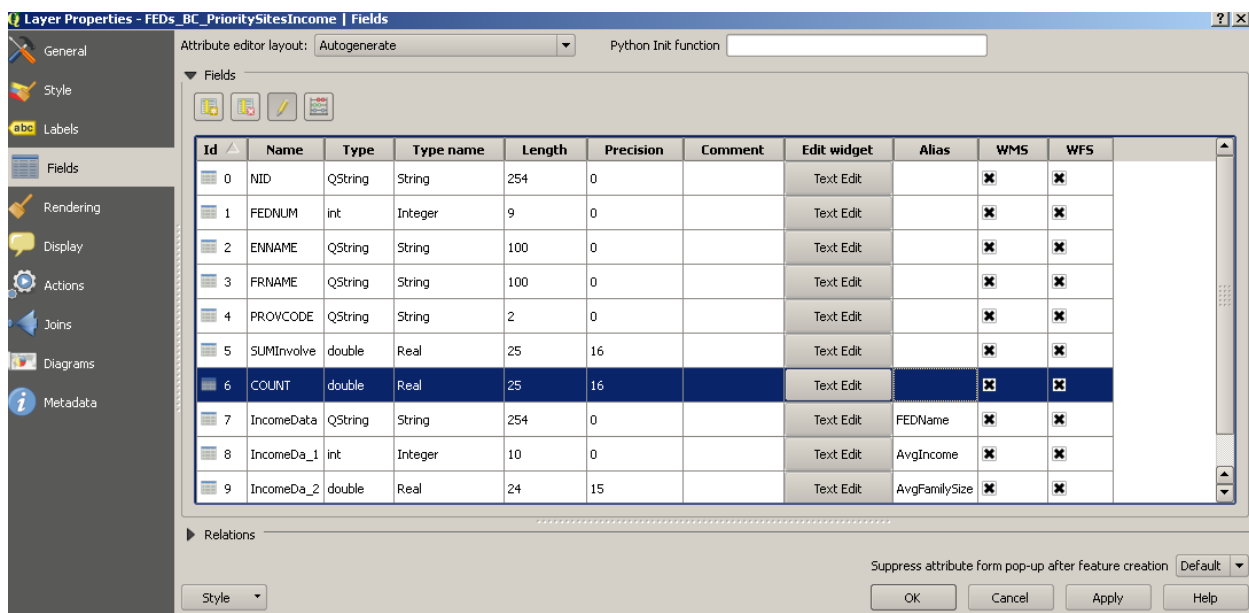 Layer Properties - FEDs_BC_PrioritySitesIncome | Fields
General
Style
abc Labels
Fields
Rendering
Display
Actions
Joins
Diagrams
Metadata
Attribute editor layout: Autogenerate Python Init function
Fields
Id Name Type Type name Length Precision Comment Edit widget Alias WMS WFS
0 NID QString String 254 0 Text Edit
1 FEDNUM int Integer 9 0 Text Edit
2 ENNAME QString String 100 0 Text Edit
3 FRNAME QString String 100 0 Text Edit
4 PROVCODE QString String 2 0 Text Edit
5 SUMInvolve double Real 25 16 Text Edit
6 COUNT double Real 25 16 Text Edit
7 IncomeData QString String 254 0 Text Edit FEDName
8 IncomeDa_1 int Integer 10 0 Text Edit AvgIncome
9 IncomeDa_2 double Real 24 15 Text Edit AvgFamilySize
Relations
Suppress attribute form pop-up after feature creation Default
Style OK Cancel Apply Help